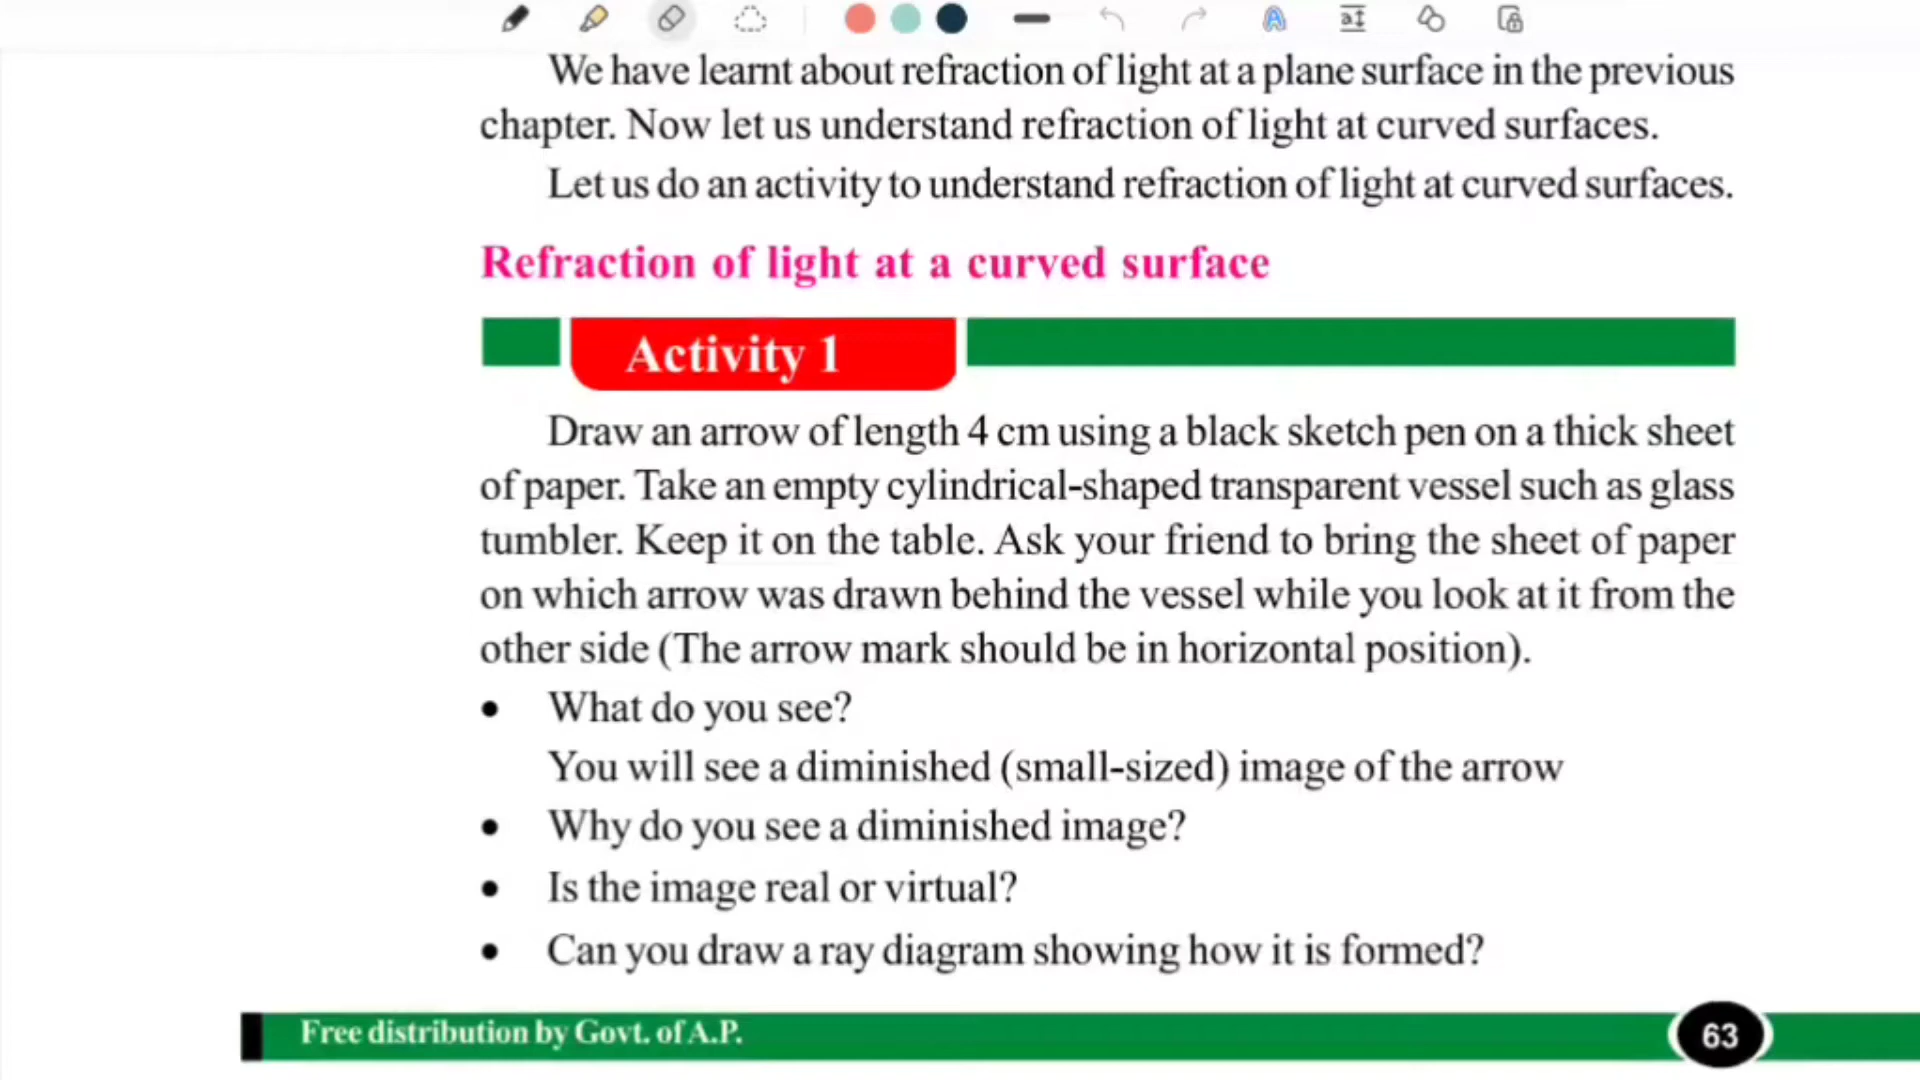 We have learnt about refraction of light at a plane surface in the previous
chapter. Now let us understand refraction of light at curved surfaces.
Let us do an activity to understand refraction of light at curved surfaces.
Refraction of light at a curved surface
Activity 1
Draw an arrow of length 4 cm using a black sketch pen on a thick sheet
of paper. Take an empty cylindrical-shaped transparent vessel such as glass
tumbler. Keep it on the table. Ask your friend to bring the sheet of paper
on which arrow was drawn behind the vessel while you look at it from the
other side (The arrow mark should be in horizontal position).
• What do you see?
You will see a diminished (small-sized) image of the arrow
• Why do you see a diminished image?
• Is the image real or virtual?
• Can you draw a ray diagram showing how it is formed?
Free distribution by Govt. of A.P.
63